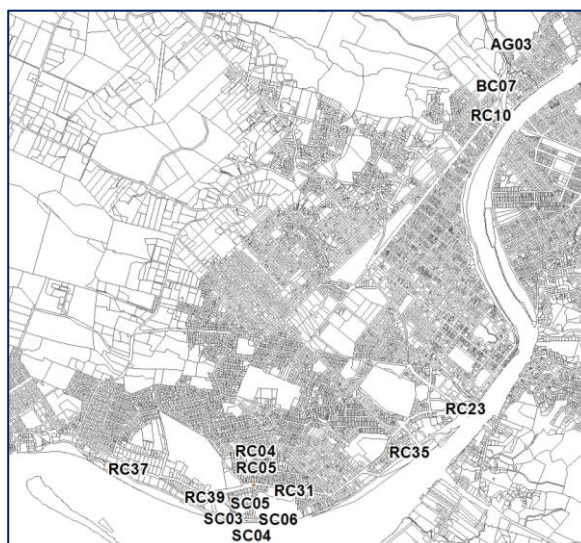 AG03
BC07
RC10
RC23
RC04
RC35
RC05
RC37
RC31
RC39
SC05
SC03
SC06
SC04